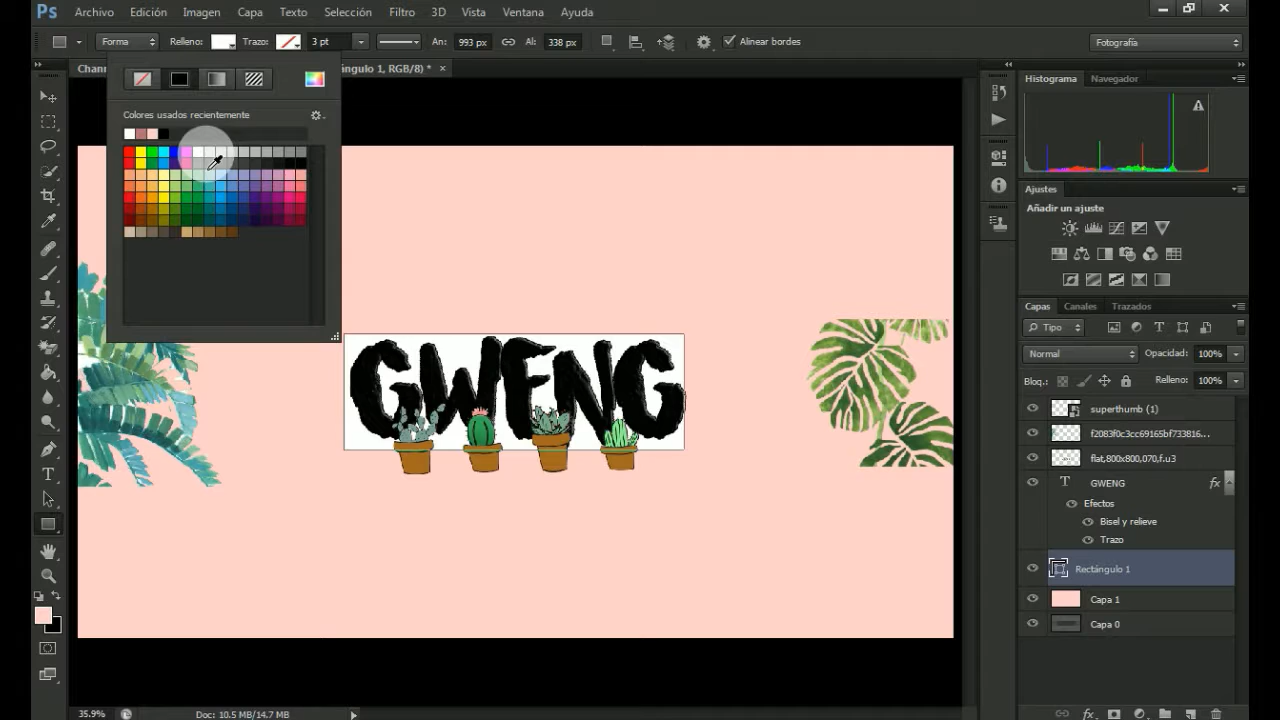 Ps Archivo Edición Imagen Capa Texto Selección Filtro 3D Vista Ventana Ayuda
Forma Relleno: Trazo: 3 pt An: 993 px Al: 338 px Alinear bordes Fotografía
Chann
ángulo 1, RGB/8) * ×
Histograma Navegador
Colores usados recientemente
Ajustes
Añadir un ajuste
Capas Canales Trazados
Tipo
Normal Opacidad: 100%
Bloq.: Relleno: 100%
superthumb (1)
f2083f0c3cc69165bf733816...
flat,800x800,070,f.u3
T GWENG fx
Efectos
Bisel y relieve
Trazo
Rectángulo 1
Capa 1
Capa 0
GWENG
35.9% Doc: 10.5 MB/14.7 MB